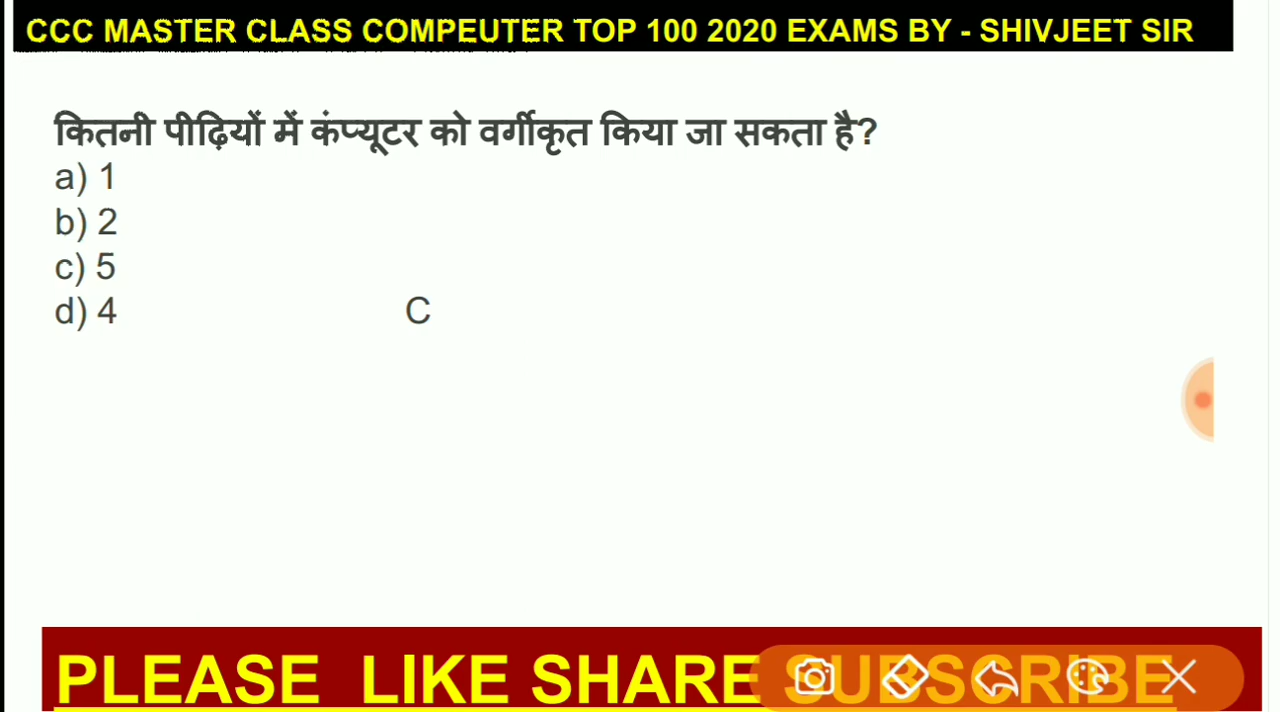 CCC MASTER CLASS COMPEUTER TOP 100 2020 EXAMS BY - SHIVJEET SIR
कितनी पीढ़ियों में कंप्यूटर को वर्गीकृत किया जा सकता है?
a) 1
b) 2
c) 5
d) 4 C
PLEASE LIKE SHARE SUBSCRIBE